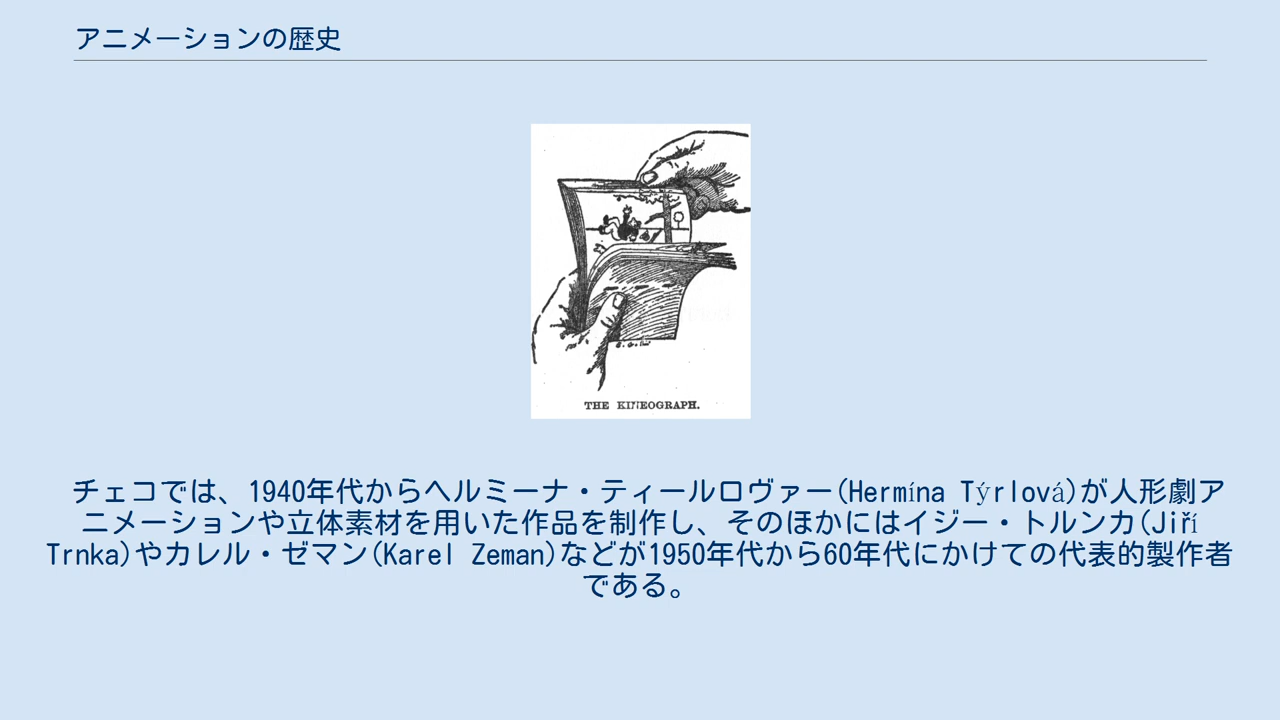 アニメーションの歴史
THE KINEOGRAPH.
チェコでは、1940年代からヘルミーナ・ティールロヴァー(Hermína Týrlová)が人形劇ア
ニメーションや立体素材を用いた作品を制作し、そのほかにはイジー・トルンカ(Jiří
Trnka)やカレル・ゼマン(Karel Zeman)などが1950年代から60年代にかけての代表的製作者
である。